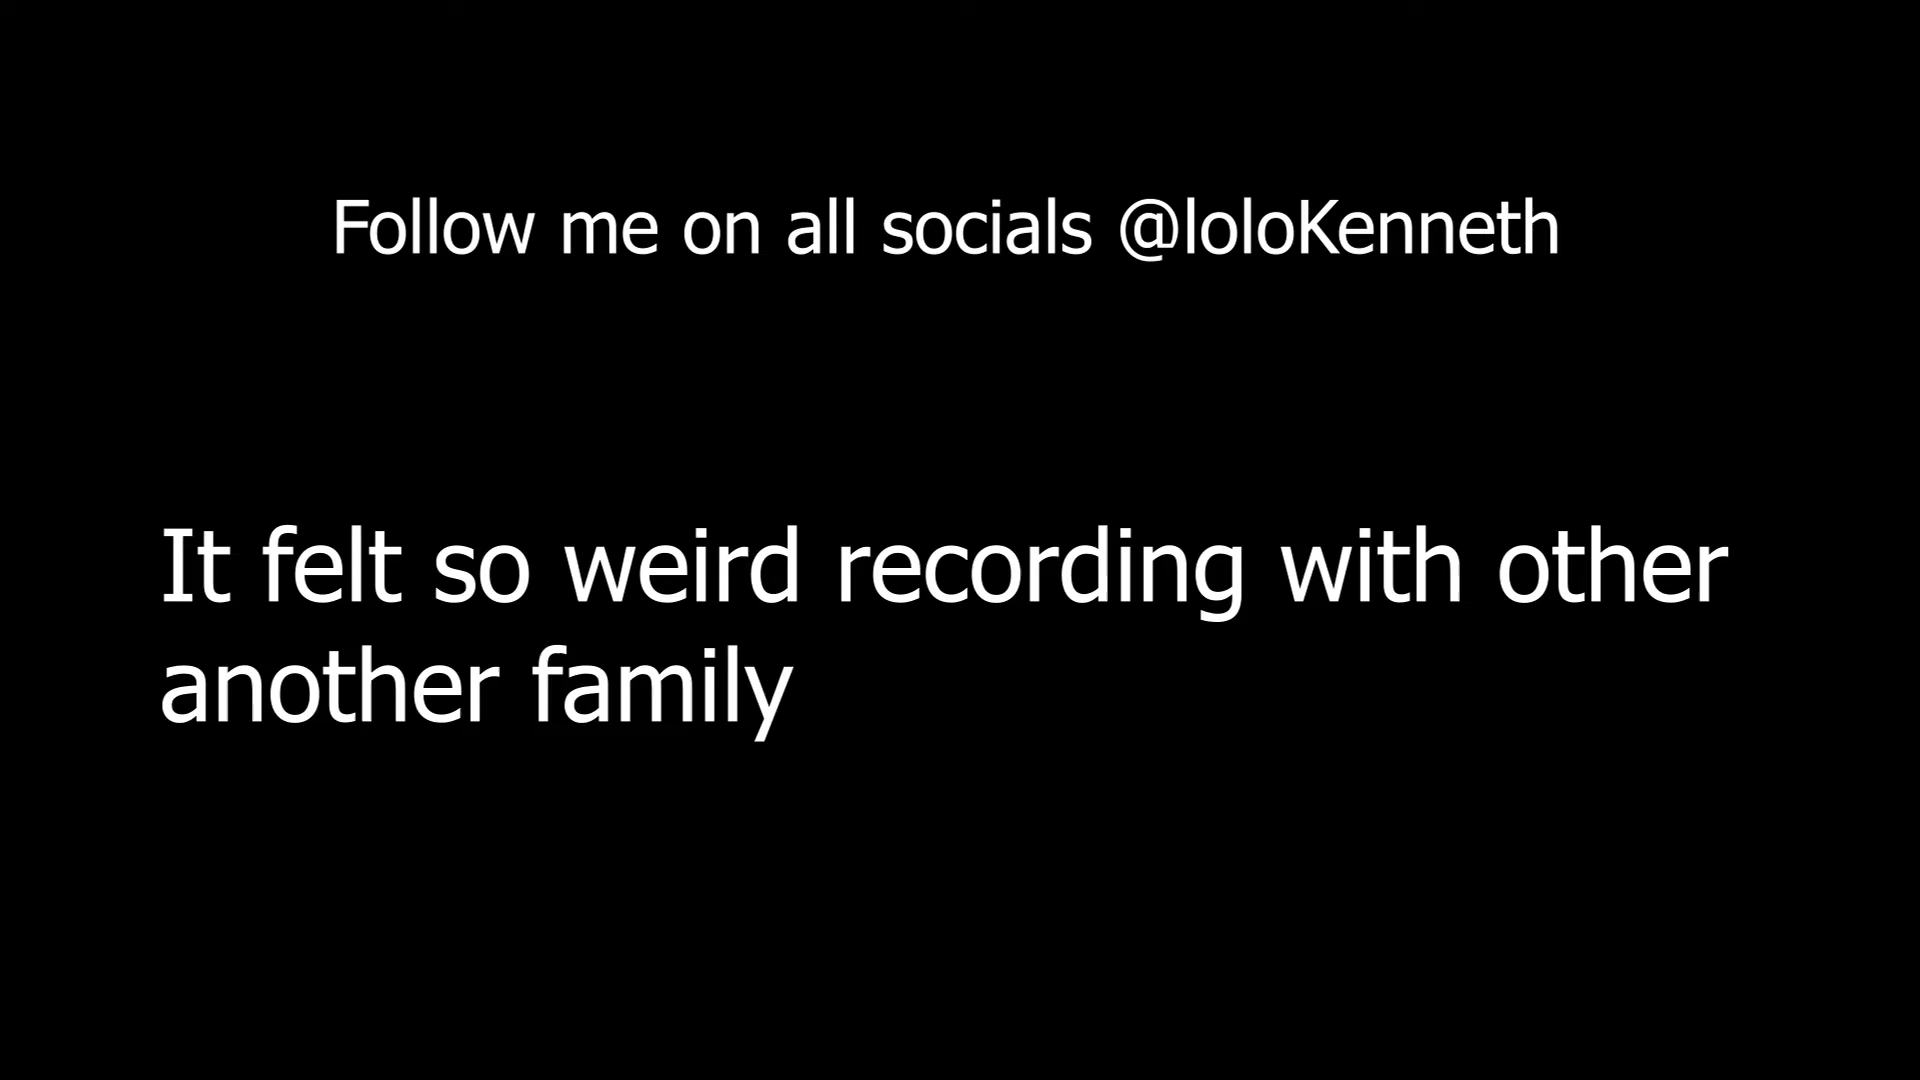 Follow me on all socials @loloKenneth
It felt so weird recording with other
another family